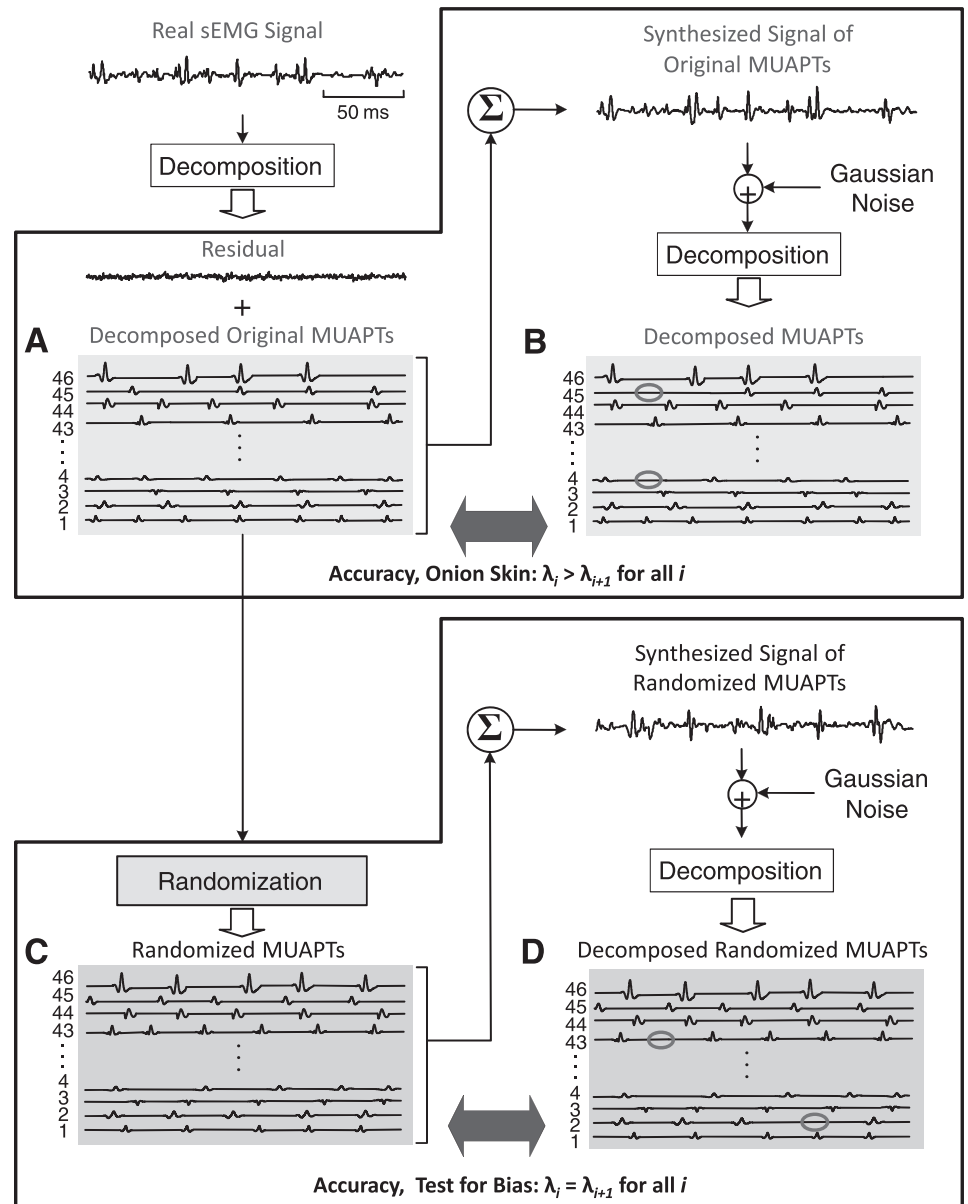 Real sEMG Signal
50 ms
Decomposition
Residual
+
A
Decomposed Original MUAPTs
46
45
44
43
4
3
2
1
Σ
Synthesized Signal of
Original MUAPTs
+
Gaussian
Noise
Decomposition
B
Decomposed MUAPTs
46
45
44
43
4
3
2
1
Accuracy, Onion Skin: λi > λi+1 for all i
Randomization
C
Randomized MUAPTs
46
45
44
43
4
3
2
1
Σ
Synthesized Signal of
Randomized MUAPTs
+
Gaussian
Noise
Decomposition
D
Decomposed Randomized MUAPTs
46
45
44
43
4
3
2
1
Accuracy, Test for Bias: λi = λi+1 for all i